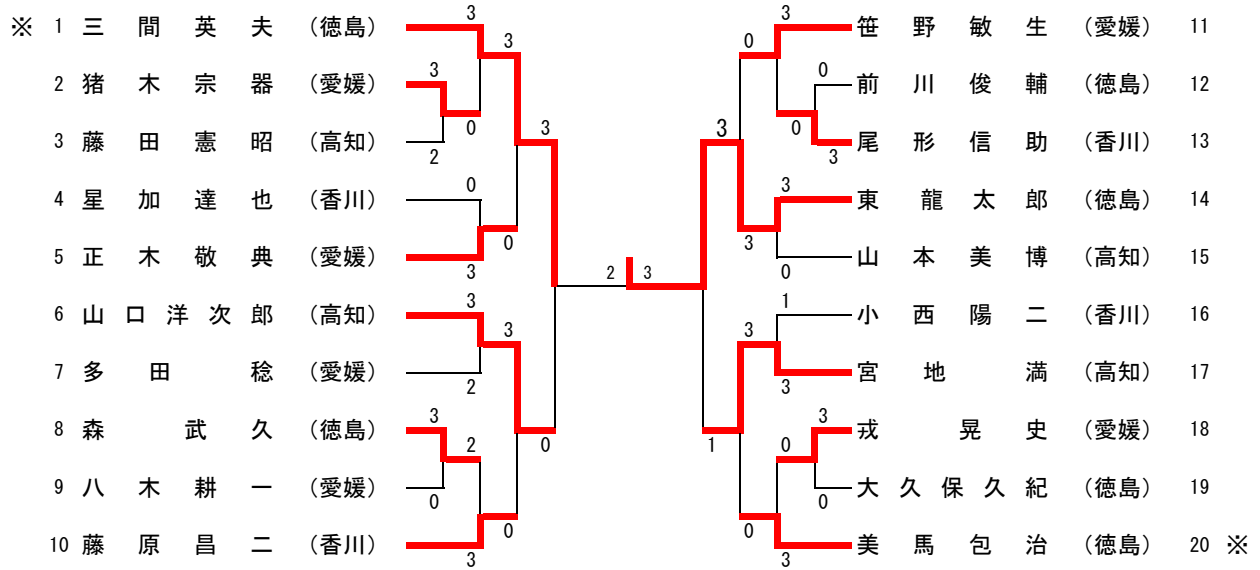 ※ 1 三間英夫 (徳島) 3 3 笹野敏生 (愛媛) 11
3 0
2 猪木宗器 (愛媛) 3 0 前川俊輔 (徳島) 12
0 0
3 藤田憲昭 (高知) 2 3 3 3 尾形信助 (香川) 13
4 星加達也 (香川) 0 3 東龍太郎 (徳島) 14
0 3
5 正木敬典 (愛媛) 3 2 3 0 山本美博 (高知) 15
6 山口洋次郎 (高知) 3 1 小西陽二 (香川) 16
3 3
7 多田稔 (愛媛) 2 3 宮地満 (高知) 17
8 森武久 (徳島) 3 3 戎晃史 (愛媛) 18
2 0 1 0
9 八木耕一 (愛媛) 0 0 大久保久紀 (徳島) 19
0 0
10 藤原昌二 (香川) 3 3 美馬包治 (徳島) 20 ※